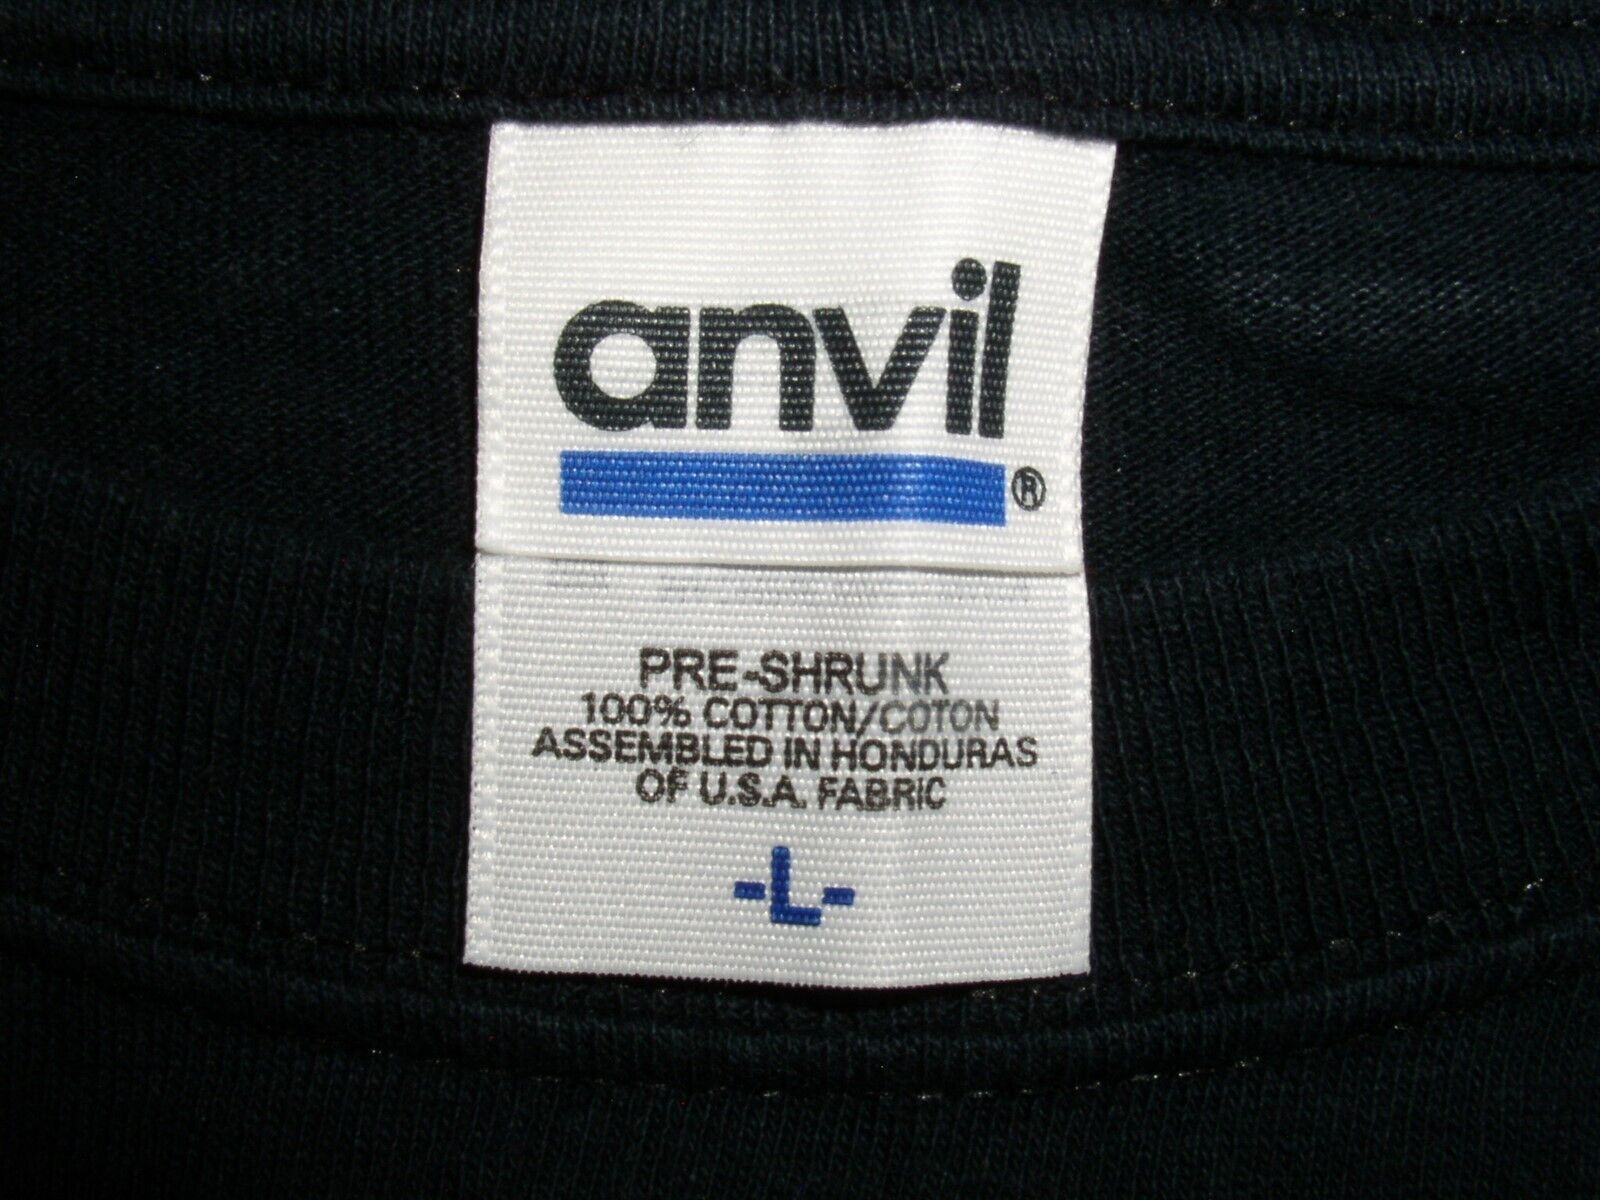 anvil
®
PRE-SHRUNK
100% COTTON/COTON
ASSEMBLED IN HONDURAS
OF U.S.A. FABRIC
-L-